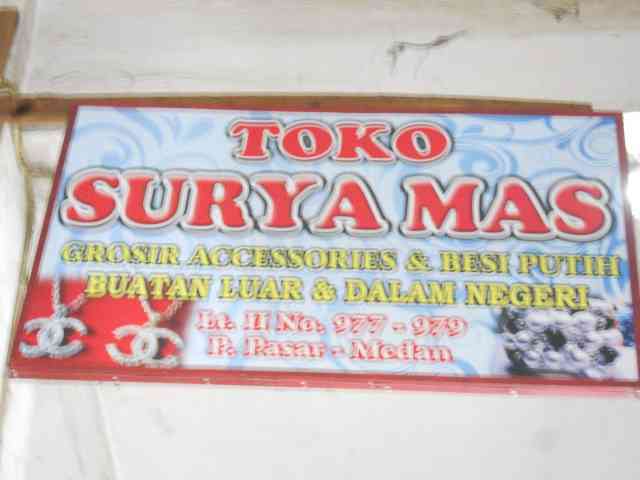 TOKO
SURYA MAS
GROSIR ACCESSORIES & BESI PUTIH
BUATAN LUAR & DALAM NEGERI
Lt. II No. 977 - 979
P. Pasar - Medan